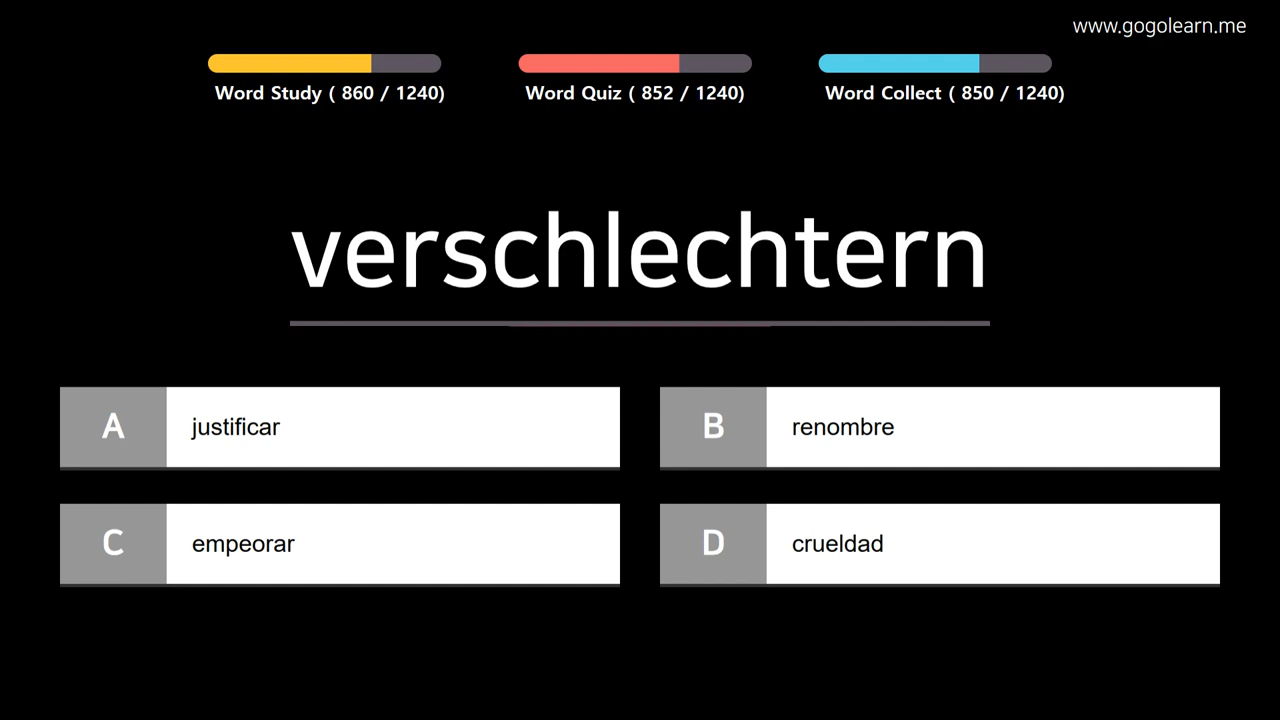 www.gogolearn.me
Word Study ( 860 / 1240)
Word Quiz ( 852 / 1240)
Word Collect ( 850 / 1240)
verschlechtern
A justificar
B renombre
C empeorar
D crueldad